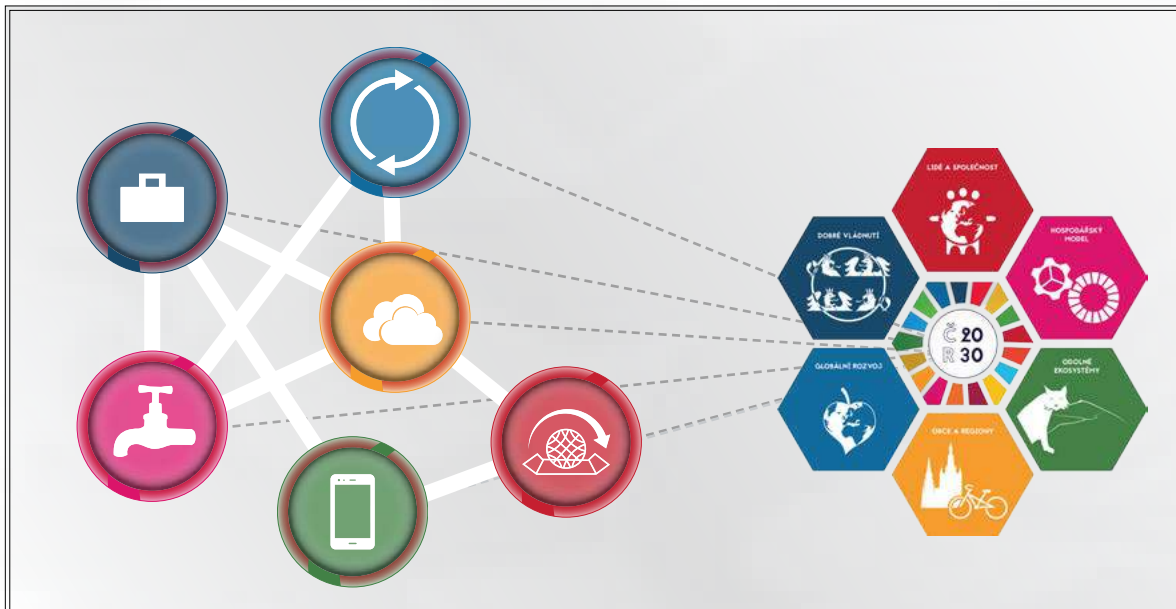 LIDÉ A SPOLEČNOST
DOBRÉ VLÁDNUTÍ
HOSPODÁŘSKÝ
MODEL
Č 20
R 30
GLOBÁLNÍ ROZVOJ
ODOLNÉ
EKOSYSTÉMY
OBCE A REGIONY